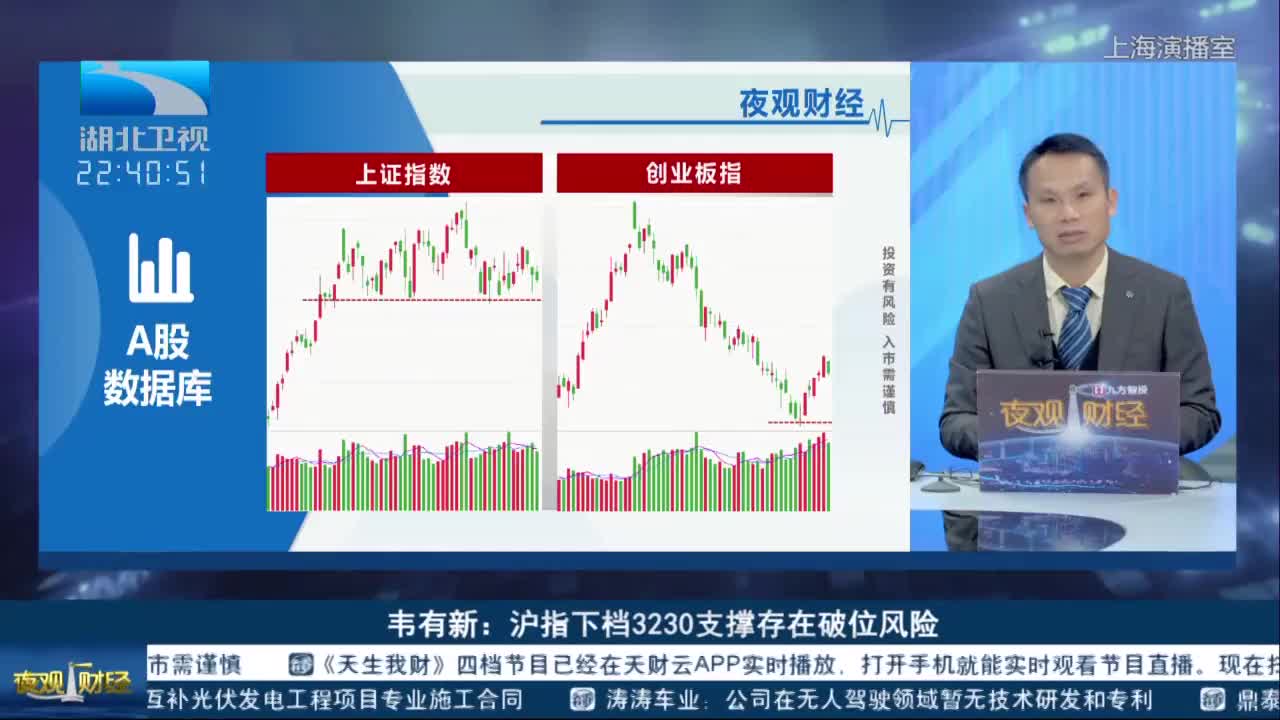 上海演播室
湖北卫视
22:40:51
夜观财经
上证指数
创业板指
A股
数据库
投资有风险 入市需谨慎
九方智投
夜观财经
韦有新：沪指下档3230支撑存在破位风险
夜观财经
市需谨慎 《天生我财》四档节目已经在天财云APP实时播放，打开手机就能实时观看节目直播。现在
互补光伏发电工程项目专业施工合同 涛涛车业：公司在无人驾驶领域暂无技术研发和专利 鼎泰